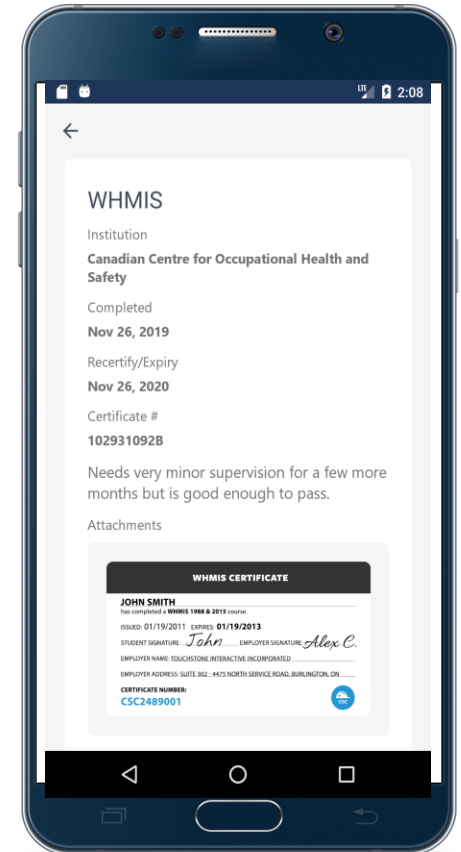 LTE 2:08
WHMIS
Institution
Canadian Centre for Occupational Health and
Safety
Completed
Nov 26, 2019
Recertify/Expiry
Nov 26, 2020
Certificate #
102931092B
Needs very minor supervision for a few more
months but is good enough to pass.
Attachments
WHMIS CERTIFICATE
JOHN SMITH
has completed a WHMIS 1988 & 2015 course.
ISSUED: 01/19/2011 EXPIRES: 01/19/2013
STUDENT SIGNATURE: John EMPLOYER SIGNATURE: Alex C.
EMPLOYER NAME: TOUCHSTONE INTERACTIVE INCORPORATED
EMPLOYER ADDRESS: SUITE 302 - 4475 NORTH SERVICE ROAD, BURLINGTON, ON
CERTIFICATE NUMBER:
CSC2489001
CSC